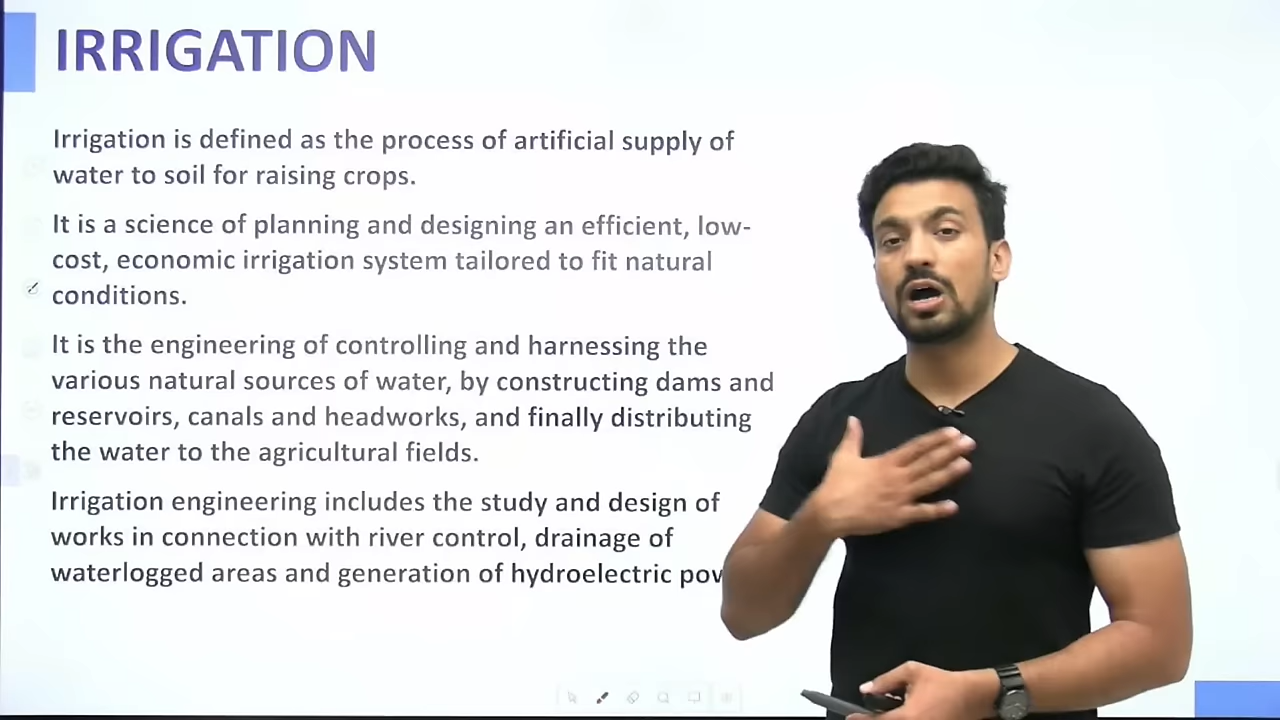 IRRIGATION
Irrigation is defined as the process of artificial supply of
water to soil for raising crops.
It is a science of planning and designing an efficient, low-
cost, economic irrigation system tailored to fit natural
conditions.
It is the engineering of controlling and harnessing the
various natural sources of water, by constructing dams and
reservoirs, canals and headworks, and finally distributing
the water to the agricultural fields.
Irrigation engineering includes the study and design of
works in connection with river control, drainage of
waterlogged areas and generation of hydroelectric